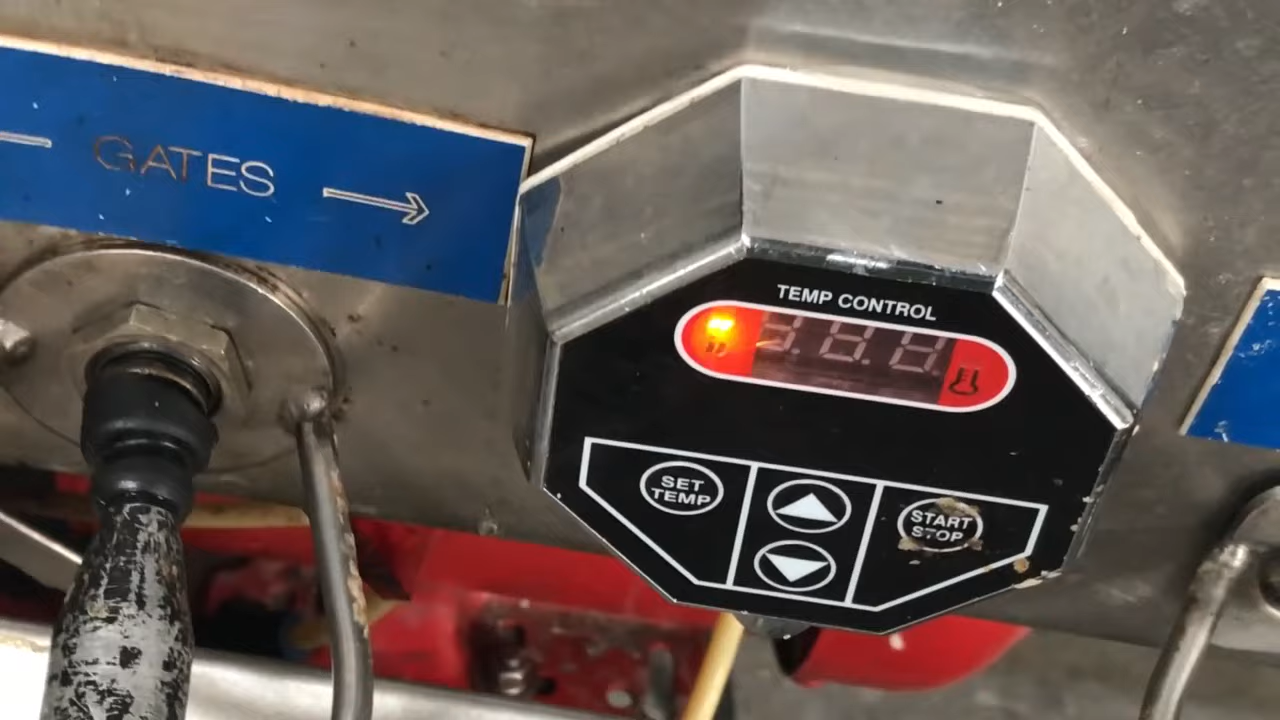 GATES
TEMP CONTROL
SET
TEMP
START
STOP